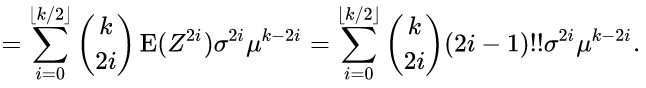 $$= \sum_{i=0}^{\lfloor k/2 \rfloor} \binom{k}{2i} \operatorname{E}(Z^{2i}) \sigma^{2i} \mu^{k-2i} = \sum_{i=0}^{\lfloor k/2 \rfloor} \binom{k}{2i} (2i-1)!! \sigma^{2i} \mu^{k-2i}.$$